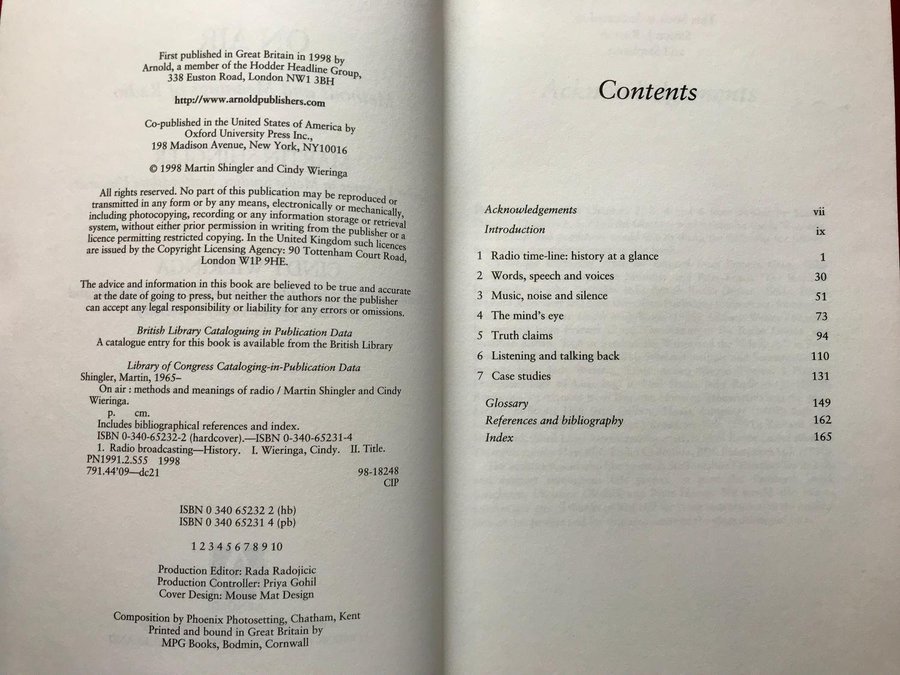 First published in Great Britain in 1998 by
Arnold, a member of the Hodder Headline Group,
338 Euston Road, London NW1 3BH
http://www.arnoldpublishers.com
Co-published in the United States of America by
Oxford University Press Inc.,
198 Madison Avenue, New York, NY10016
© 1998 Martin Shingler and Cindy Wieringa
All rights reserved. No part of this publication may be reproduced or
transmitted in any form or by any means, electronically or mechanically,
including photocopying, recording or any information storage or retrieval
system, without either prior permission in writing from the publisher or a
licence permitting restricted copying. In the United Kingdom such licences
are issued by the Copyright Licensing Agency: 90 Tottenham Court Road,
London W1P 9HE.
The advice and information in this book are believed to be true and accurate
at the date of going to press, but neither the authors nor the publisher
can accept any legal responsibility or liability for any errors or omissions.
British Library Cataloguing in Publication Data
A catalogue entry for this book is available from the British Library
Library of Congress Cataloging-in-Publication Data
Shingler, Martin, 1965–
On air : methods and meanings of radio / Martin Shingler and Cindy
Wieringa.
p. cm.
Includes bibliographical references and index.
ISBN 0-340-65232-2 (hardcover).—ISBN 0-340-65231-4
1. Radio broadcasting—History. I. Wieringa, Cindy. II. Title.
PN1991.2.S55 1998
791.44'09—dc21 98-18248
CIP
ISBN 0 340 65232 2 (hb)
ISBN 0 340 65231 4 (pb)
1 2 3 4 5 6 7 8 9 10
Production Editor: Rada Radojicic
Production Controller: Priya Gohil
Cover Design: Mouse Mat Design
Composition by Phoenix Photosetting, Chatham, Kent
Printed and bound in Great Britain by
MPG Books, Bodmin, Cornwall
Contents
Acknowledgements vii
Introduction ix
1 Radio time-line: history at a glance 1
2 Words, speech and voices 30
3 Music, noise and silence 51
4 The mind's eye 73
5 Truth claims 94
6 Listening and talking back 110
7 Case studies 131
Glossary 149
References and bibliography 162
Index 165